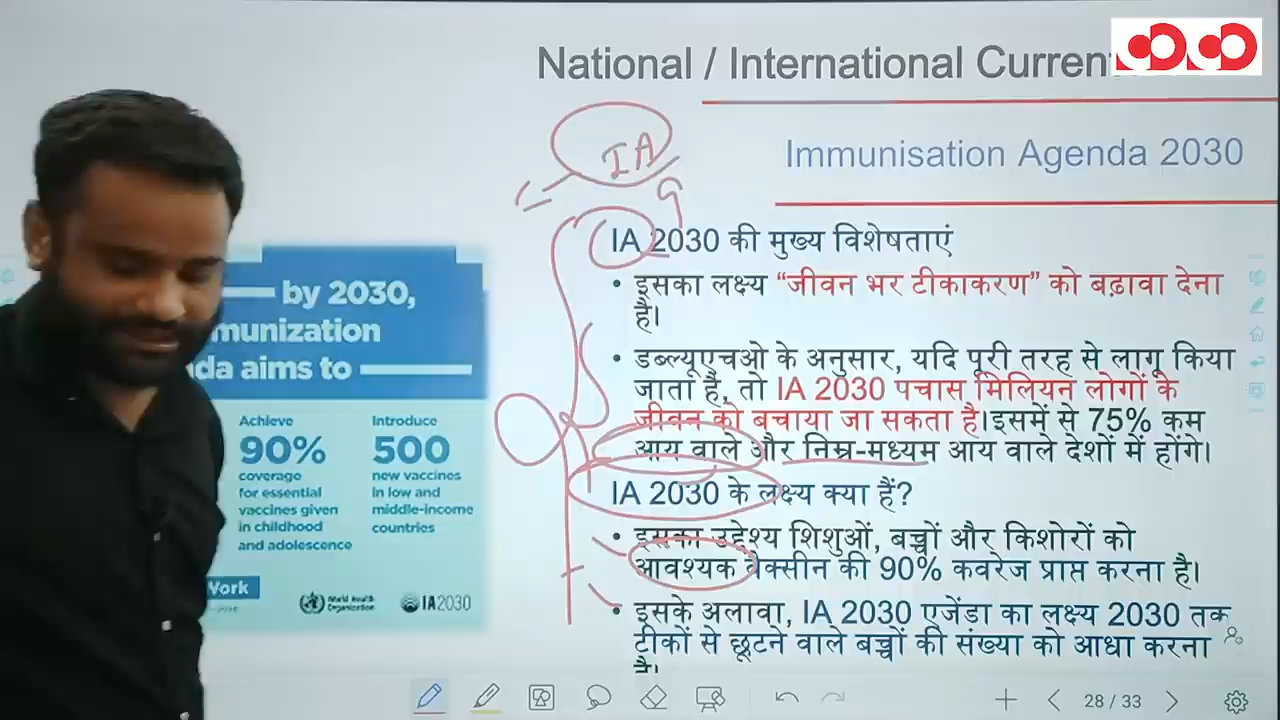 National / International Current
Immunisation Agenda 2030
IA
IA 2030 की मुख्य विशेषताएं
• इसका लक्ष्य “जीवन भर टीकाकरण” को बढ़ावा देना
है।
• डब्ल्यूएचओ के अनुसार, यदि पूरी तरह से लागू किया
जाता है, तो IA 2030 पचास मिलियन लोगों के
जीवन को बचाया जा सकता है।इसमें से 75% कम
आय वाले और निम्न-मध्यम आय वाले देशों में होंगे।
IA 2030 के लक्ष्य क्या हैं?
• इसका उद्देश्य शिशुओं, बच्चों और किशोरों को
आवश्यक वैक्सीन की 90% कवरेज प्राप्त करना है।
• इसके अलावा, IA 2030 एजेंडा का लक्ष्य 2030 तक
टीकों से छूटने वाले बच्चों की संख्या को आधा करना
है।
by 2030,
munization
da aims to
Achieve
90%
coverage
for essential
vaccines given
in childhood
and adolescence
Introduce
500
new vaccines
in low and
middle-income
countries
Work
World Health
Organization
IA2030
28 / 33